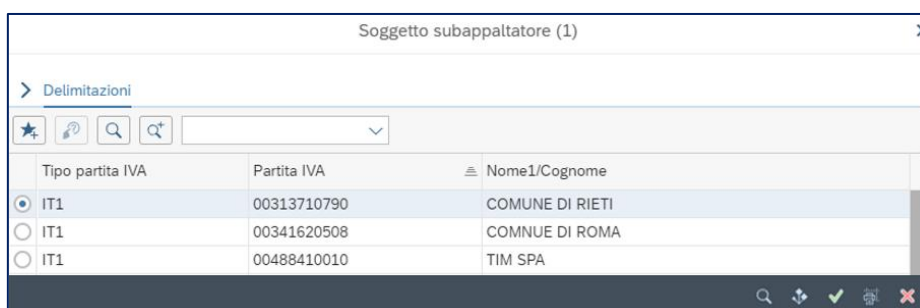 Soggetto subappaltatore (1)
Delimitazioni
Tipo partita IVA Partita IVA Nome1/Cognome
IT1 00313710790 COMUNE DI RIETI
IT1 00341620508 COMNUE DI ROMA
IT1 00488410010 TIM SPA